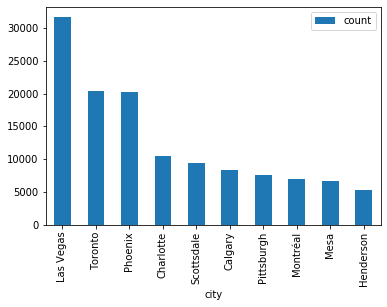 count
30000
25000
20000
15000
10000
5000
0
Las Vegas
Toronto
Phoenix
Charlotte
Scottsdale
Calgary
Pittsburgh
Montréal
Mesa
Henderson
city